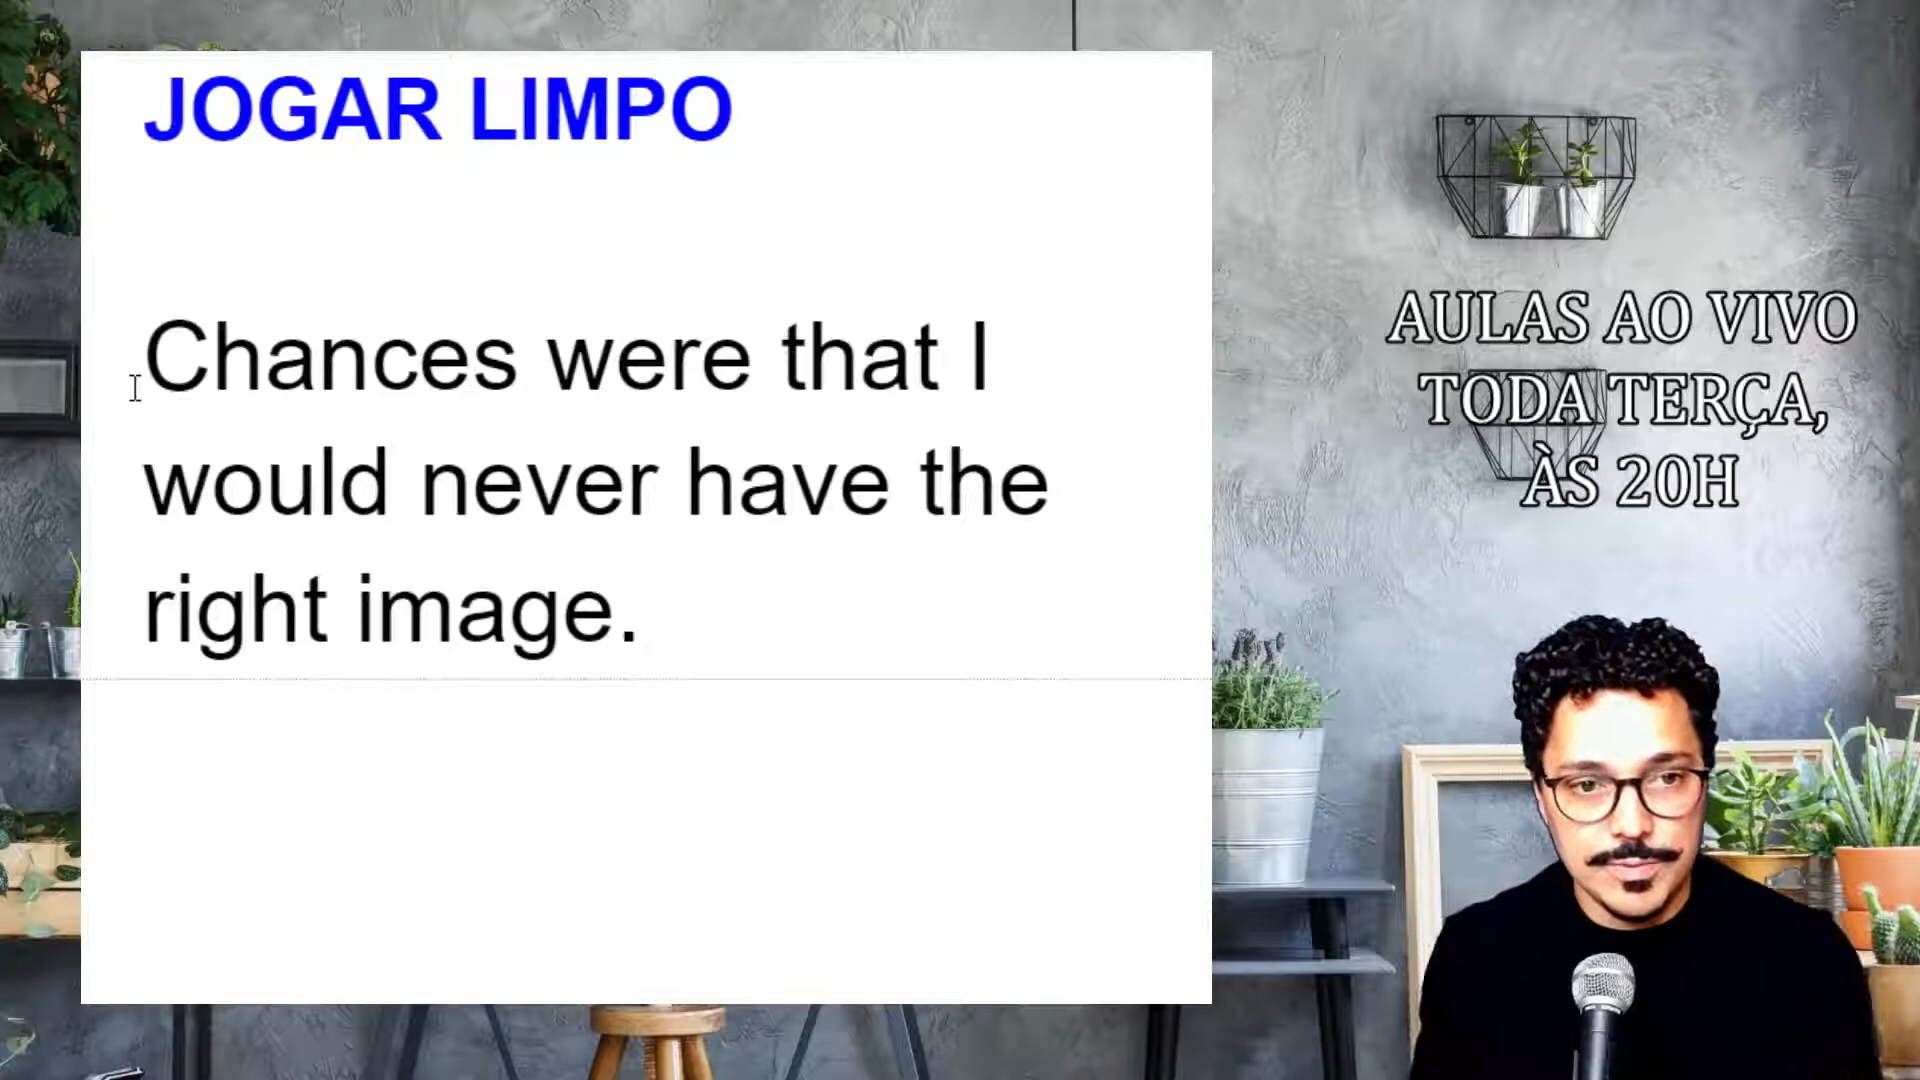 JOGAR LIMPO
Chances were that I
would never have the
right image.
AULAS AO VIVO
TODA TERÇA,
ÀS 20H